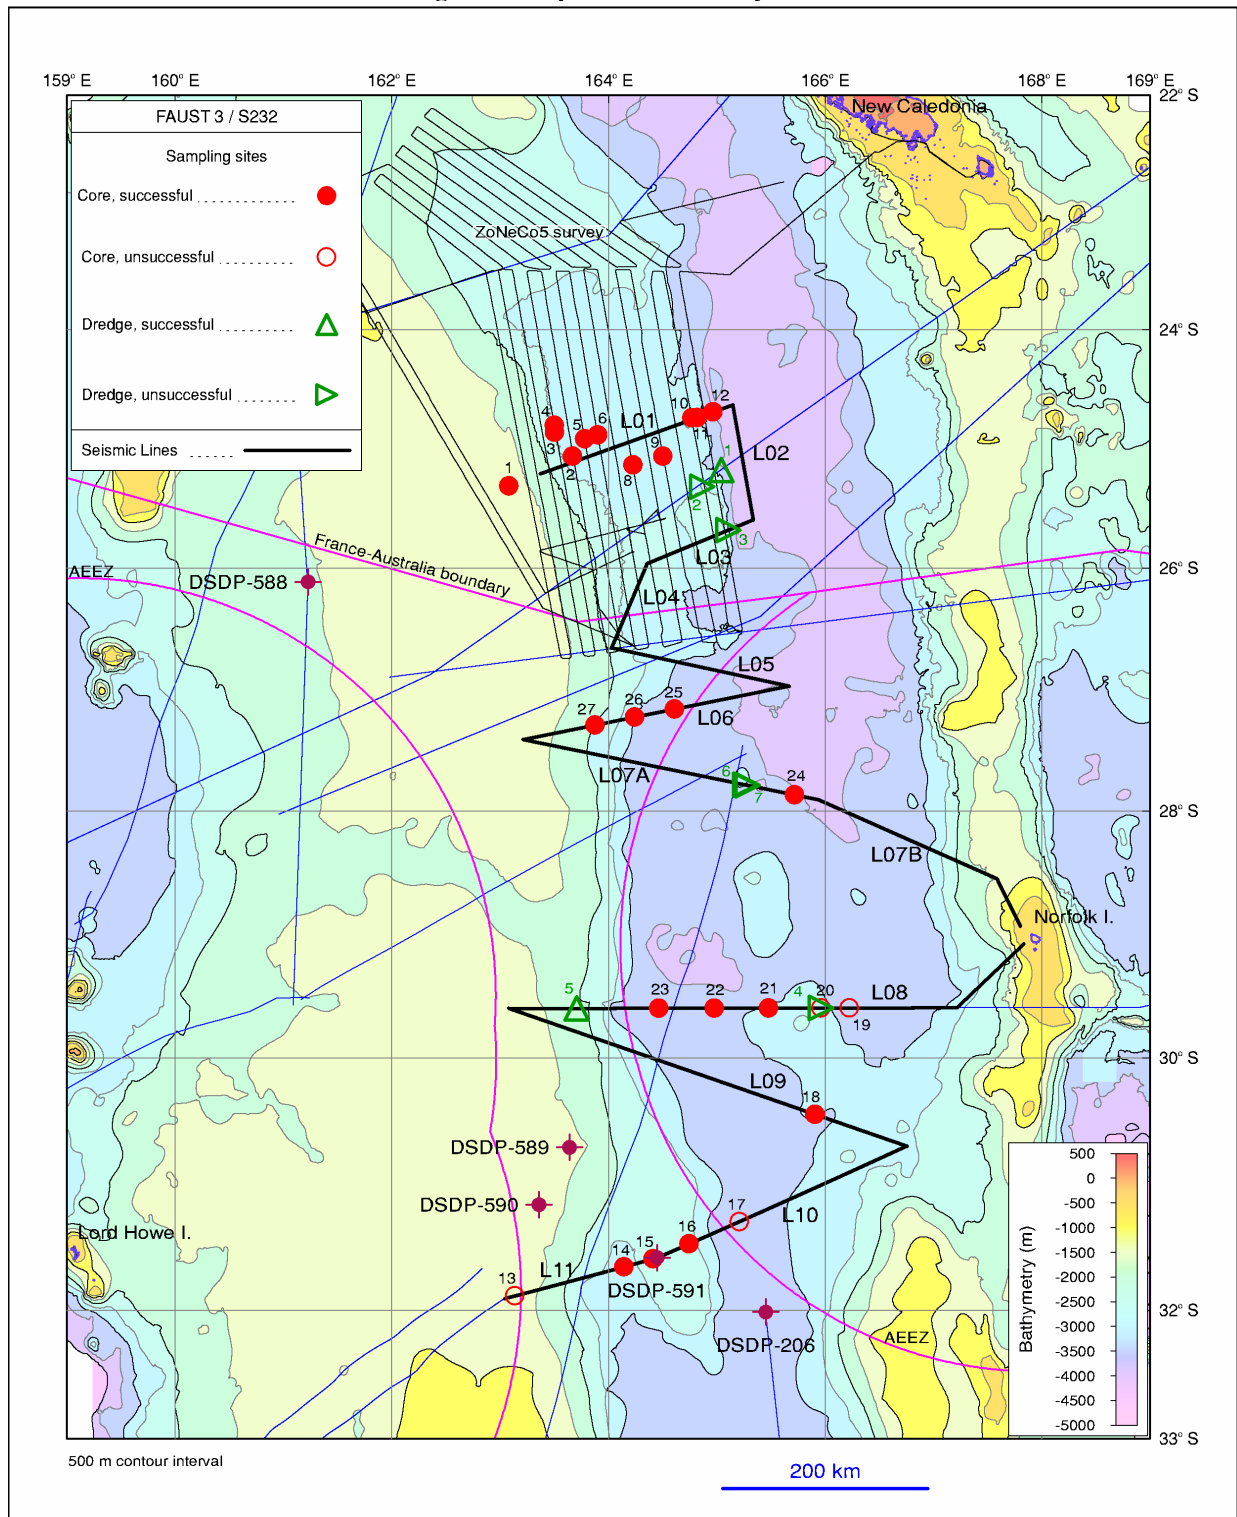 159° E
160° E
162° E
164° E
166° E
168° E
169° E
22° S
New Caledonia
FAUST 3 / S232
Sampling sites
Core, successful ............
Core, unsuccessful .........
Dredge, successful .........
Dredge, unsuccessful ....
Seismic Lines ......
ZoNeCo5 survey
24° S
4
5
6
L01
10
12
11
3
2
9
8
1
1
2
L02
3
L03
France-Australia boundary
AEEZ
DSDP-588
26° S
L04
L05
27
26
25
L06
L07A
6
7
24
28° S
L07B
Norfolk I.
5
23
22
21
4
20
19
L08
30° S
L09
18
DSDP-589
DSDP-590
17
L10
Lord Howe I.
16
15
14
13
L11
DSDP-591
32° S
DSDP-206
AEEZ
Bathymetry (m)
500
0
-500
-1000
-1500
-2000
-2500
-3000
-3500
-4000
-4500
-5000
33° S
500 m contour interval
200 km